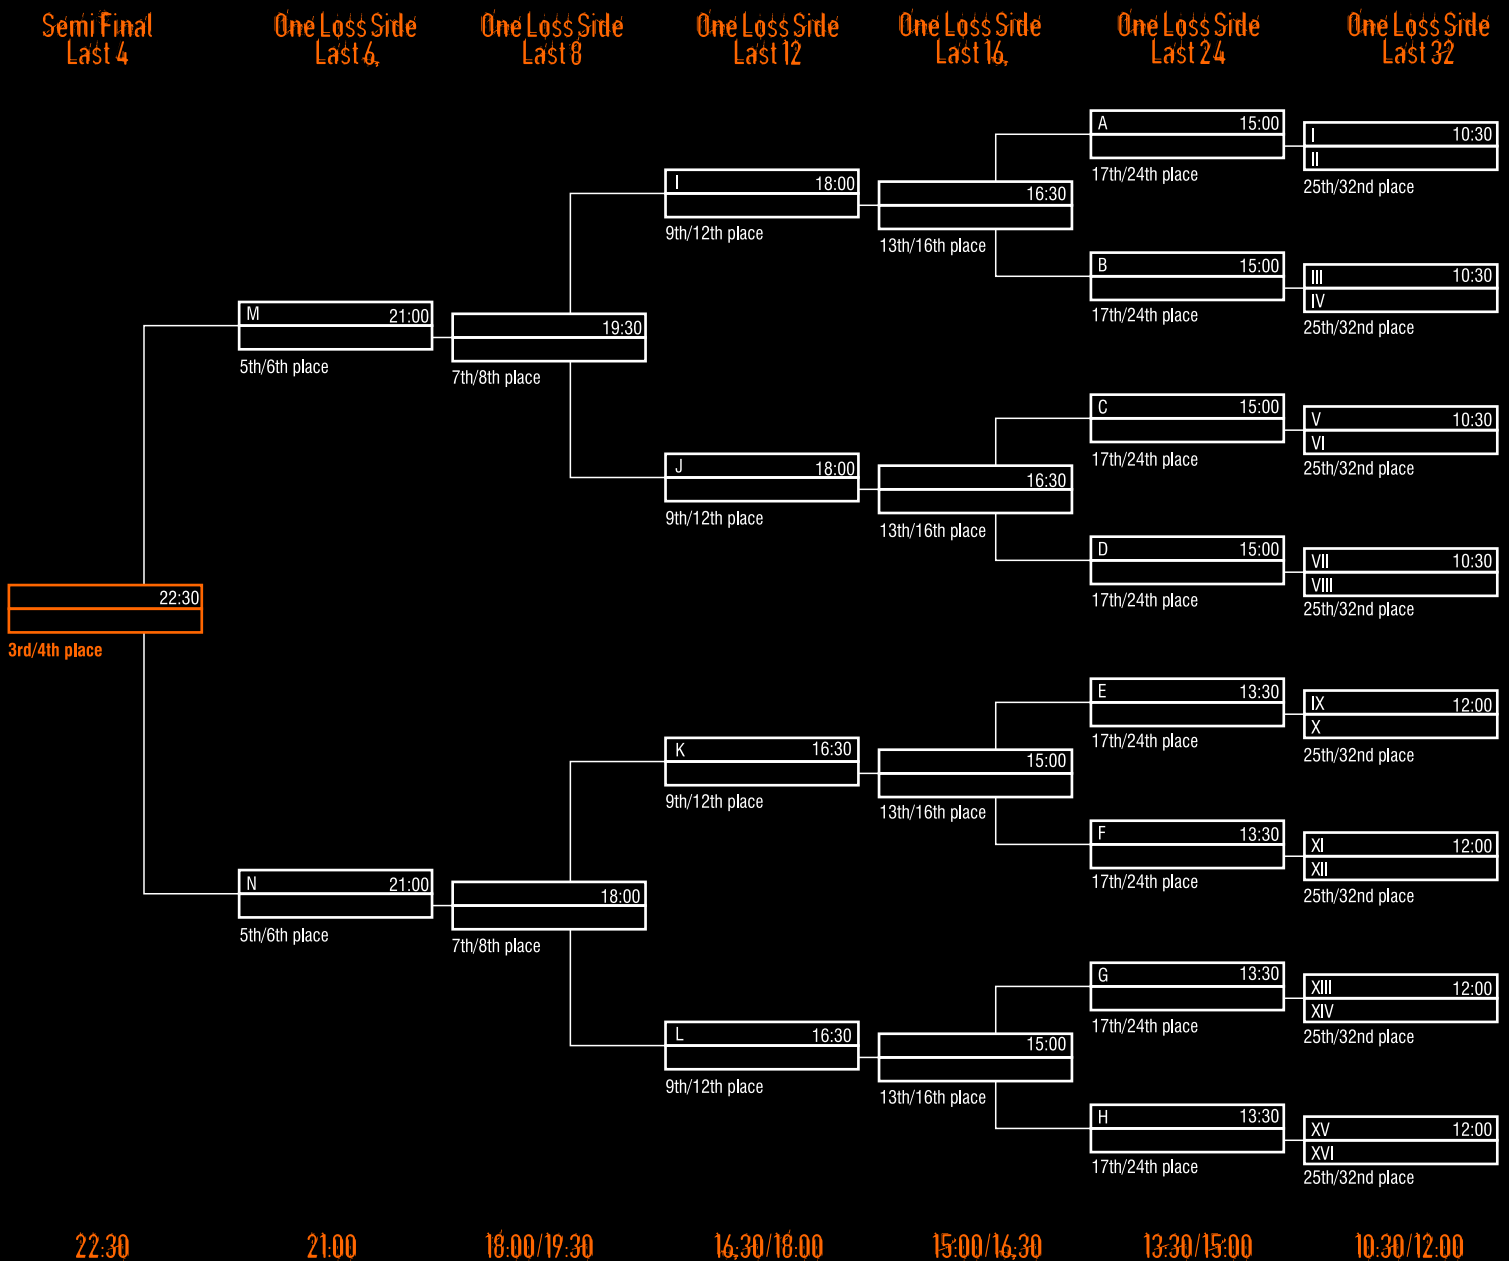 Semi Final
Last 4
One Loss Side
Last 6
One Loss Side
Last 8
One Loss Side
Last 12
One Loss Side
Last 16
One Loss Side
Last 24
One Loss Side
Last 32
22:30
3rd/4th place
M 21:00
5th/6th place
N 21:00
5th/6th place
19:30
7th/8th place
18:00
7th/8th place
I 18:00
9th/12th place
J 18:00
9th/12th place
K 16:30
9th/12th place
L 16:30
9th/12th place
16:30
13th/16th place
16:30
13th/16th place
15:00
13th/16th place
15:00
13th/16th place
A 15:00
17th/24th place
B 15:00
17th/24th place
C 15:00
17th/24th place
D 15:00
17th/24th place
E 13:30
17th/24th place
F 13:30
17th/24th place
G 13:30
17th/24th place
H 13:30
17th/24th place
I 10:30
II
25th/32nd place
III 10:30
IV
25th/32nd place
V 10:30
VI
25th/32nd place
VII 10:30
VIII
25th/32nd place
IX 12:00
X
25th/32nd place
XI 12:00
XII
25th/32nd place
XIII 12:00
XIV
25th/32nd place
XV 12:00
XVI
25th/32nd place
22:30
21:00
18:00/19:30
16:30/18:00
15:00/16:30
13:30/15:00
10:30/12:00